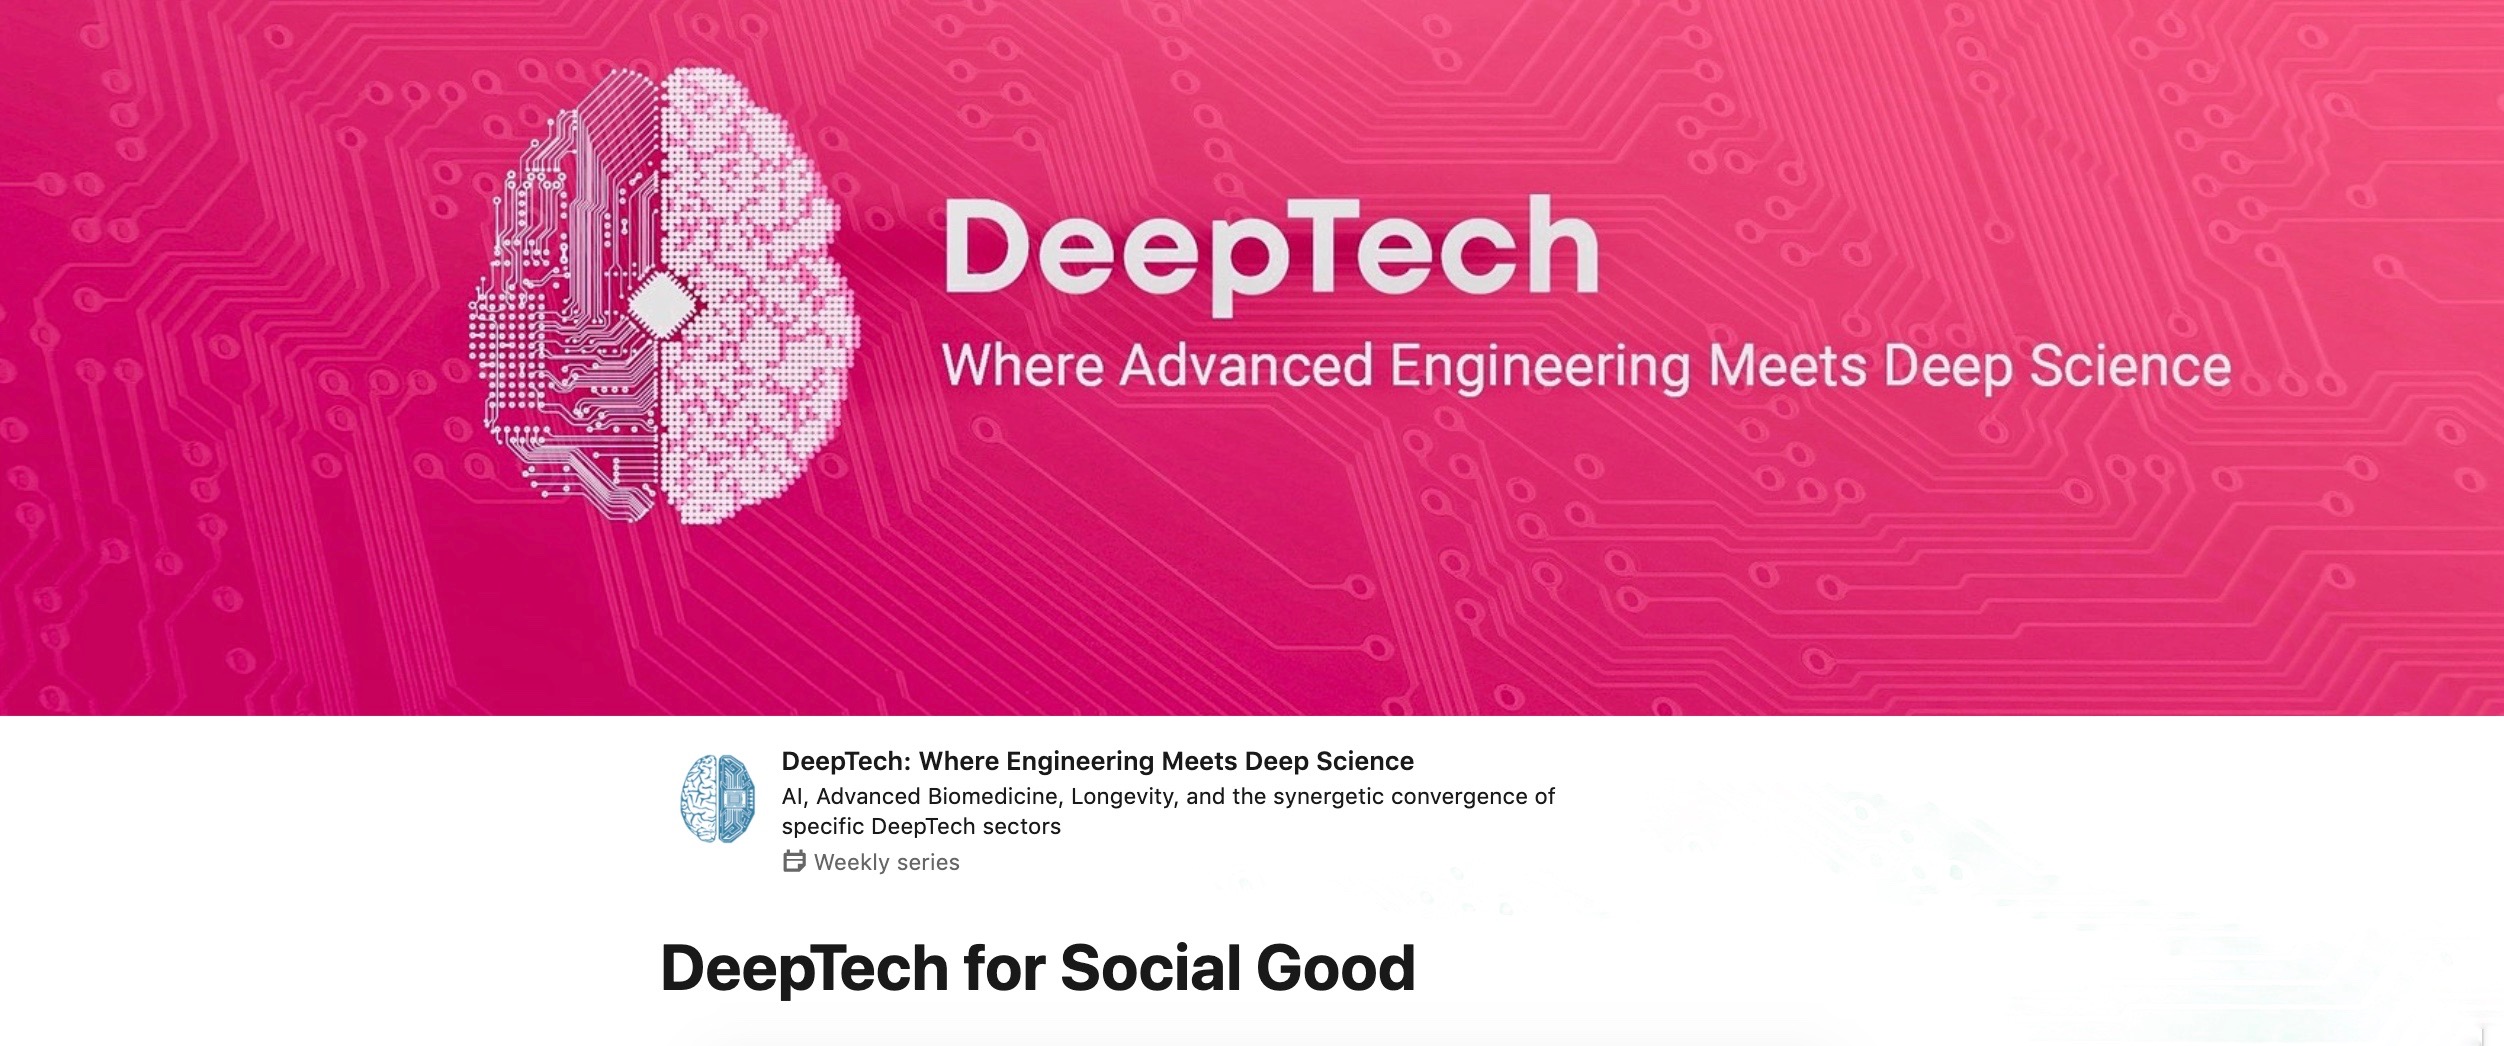 DeepTech
Where Advanced Engineering Meets Deep Science
DeepTech: Where Engineering Meets Deep Science
AI, Advanced Biomedicine, Longevity, and the synergetic convergence of
specific DeepTech sectors
Weekly series
DeepTech for Social Good